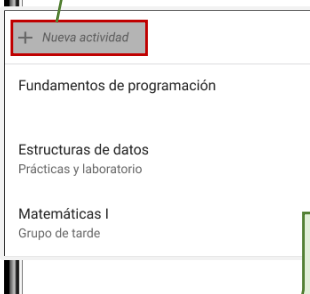 + Nueva actividad
Fundamentos de programación
Estructuras de datos
Prácticas y laboratorio
Matemáticas I
Grupo de tarde